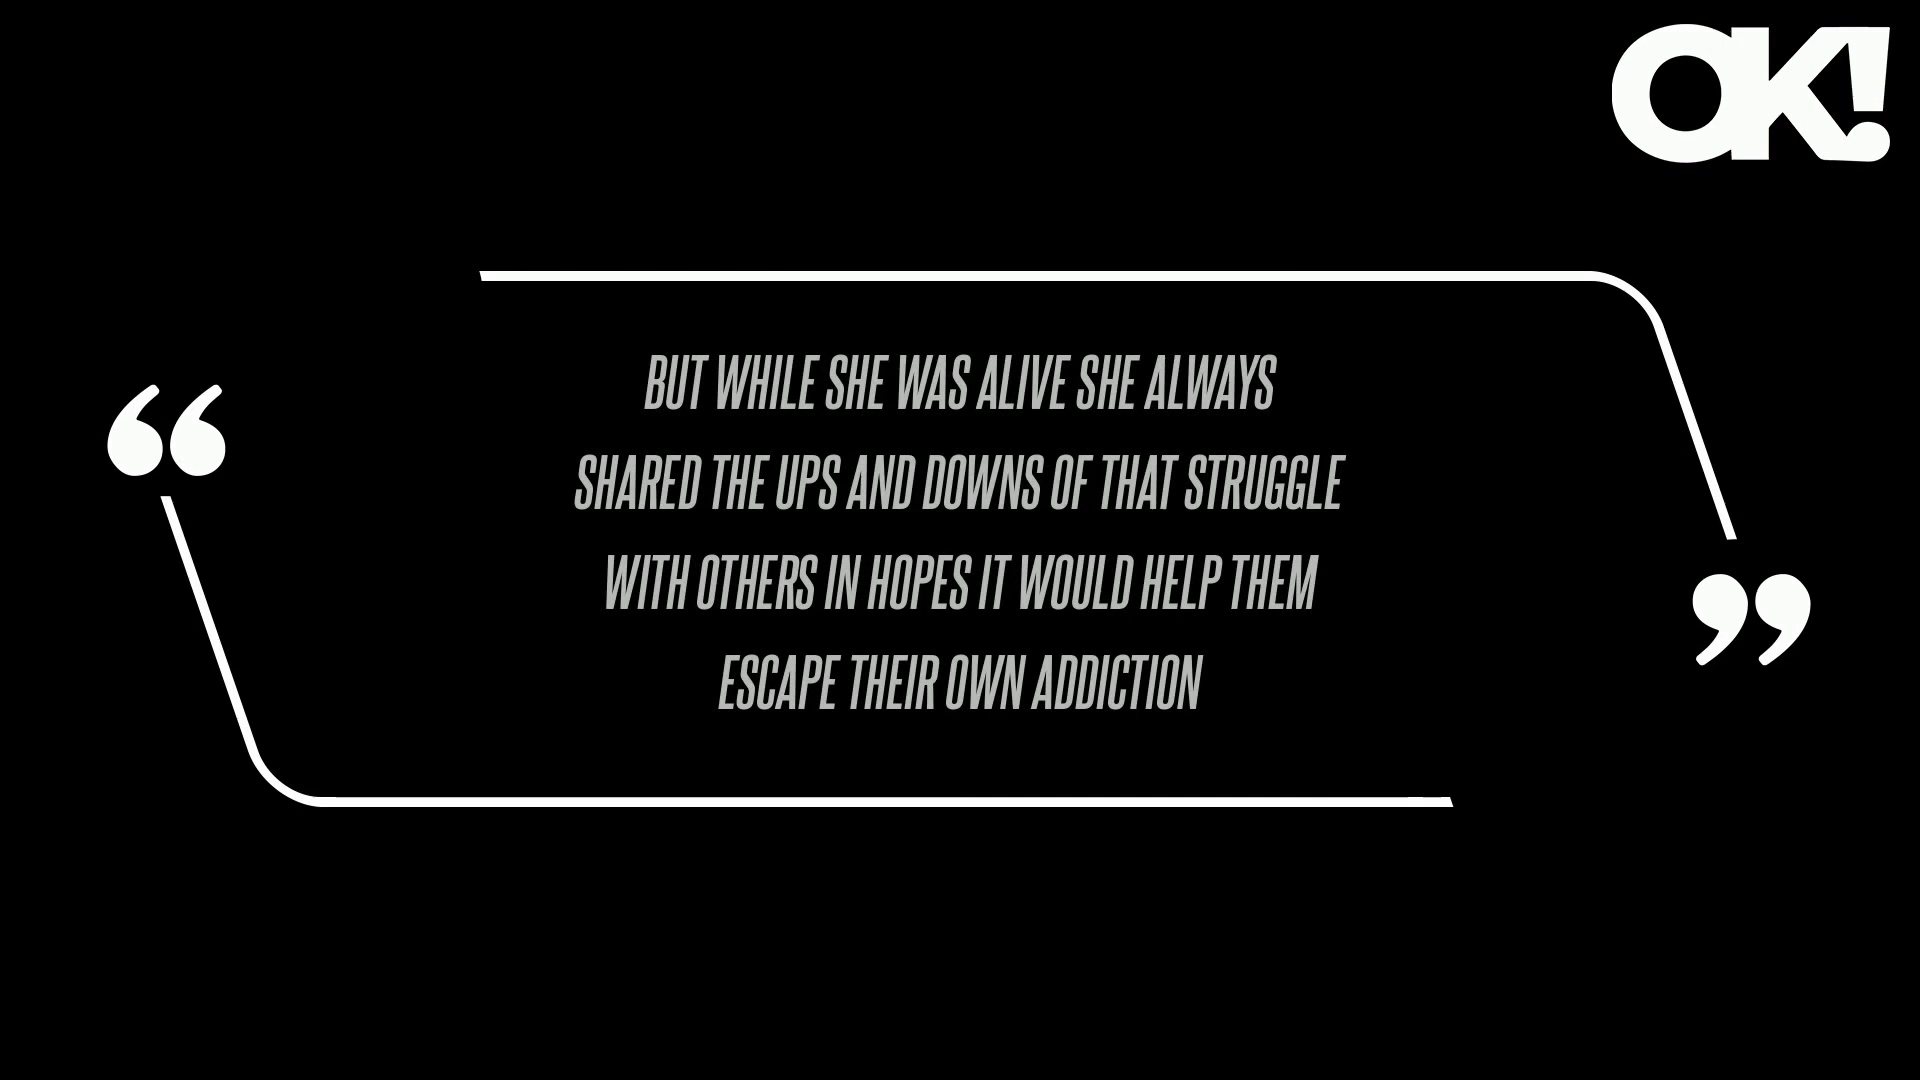 OK!
“
BUT WHILE SHE WAS ALIVE SHE ALWAYS
SHARED THE UPS AND DOWNS OF THAT STRUGGLE
WITH OTHERS IN HOPES IT WOULD HELP THEM
ESCAPE THEIR OWN ADDICTION
”